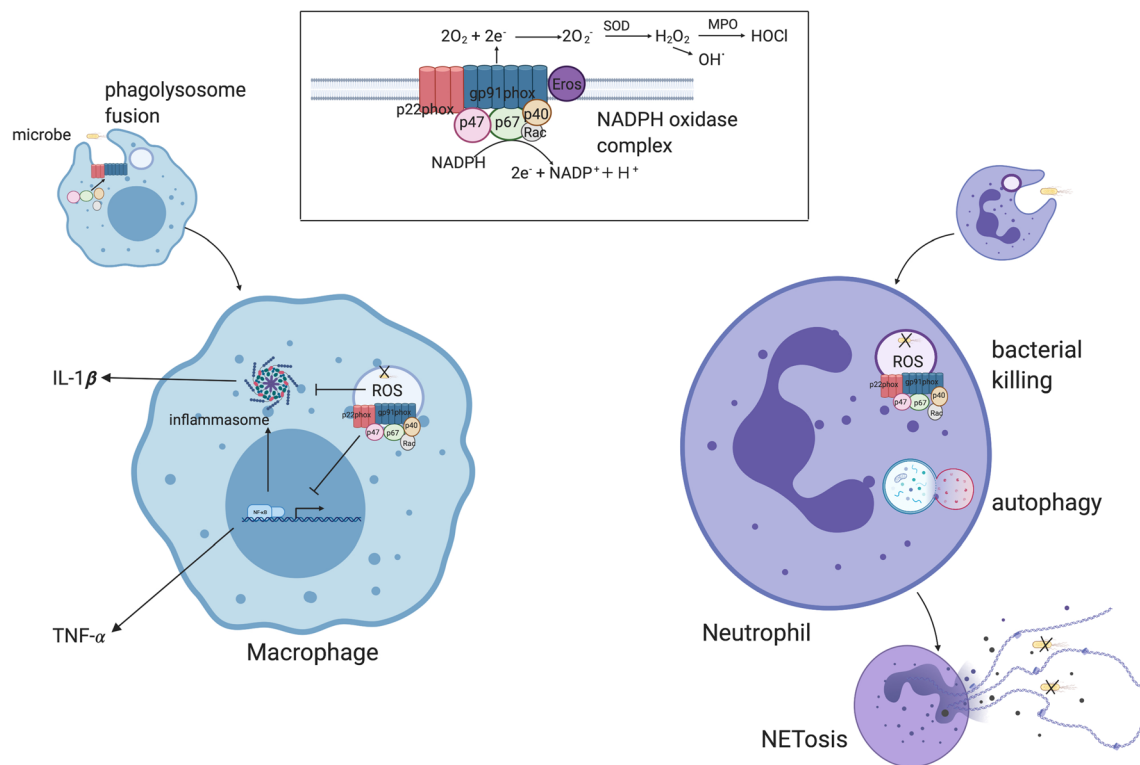 2O₂ + 2e⁻ 2O₂⁻ SOD H₂O₂ MPO HOCl
OH˙
Eros
gp91phox
p22phox
p47 p67 p40
Rac
NADPH oxidase
complex
NADPH
2e⁻ + NADP⁺ + H⁺
phagolysosome
fusion
microbe
IL-1β
inflammasome
ROS
p22phox gp91phox
p47 p67 p40
Rac
NF-κB
TNF-α
Macrophage
ROS
p22phox gp91phox
p47 p67 p40
Rac
bacterial
killing
autophagy
Neutrophil
NETosis